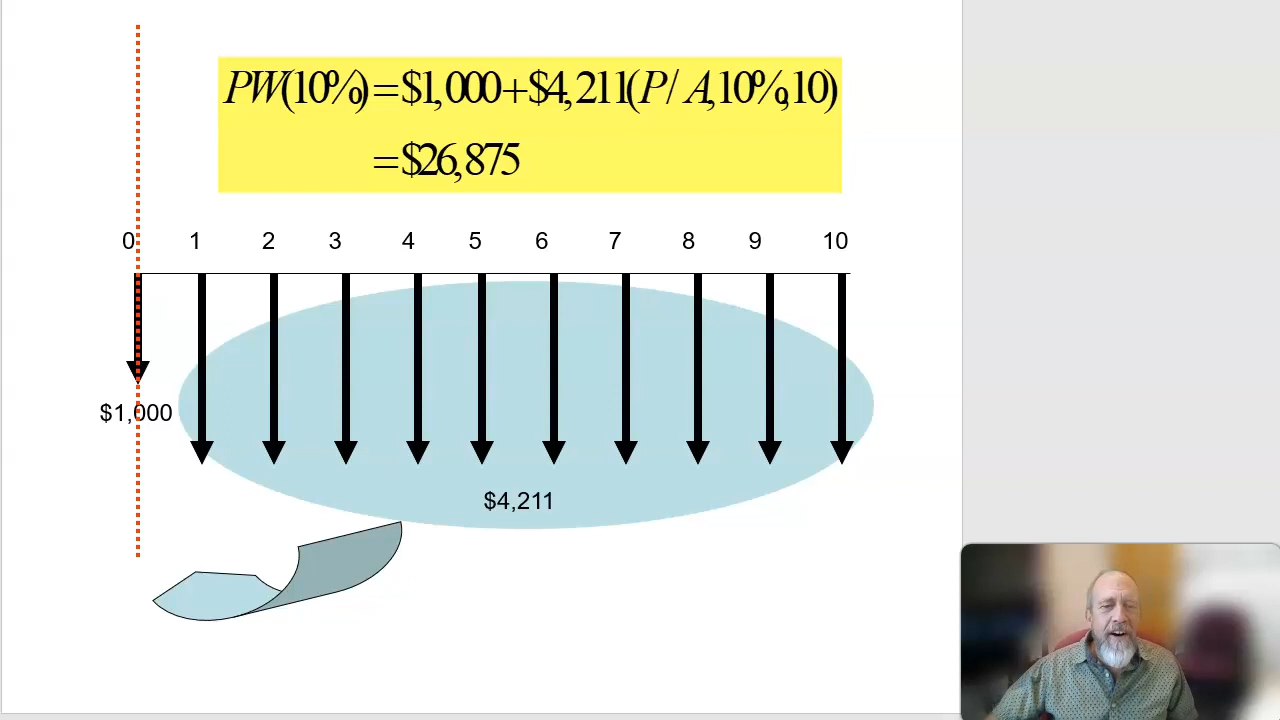 PW(10%)=$1,000+$4,211(P/A,10%,10)
=$26,875
0 1 2 3 4 5 6 7 8 9 10
$1,000
$4,211